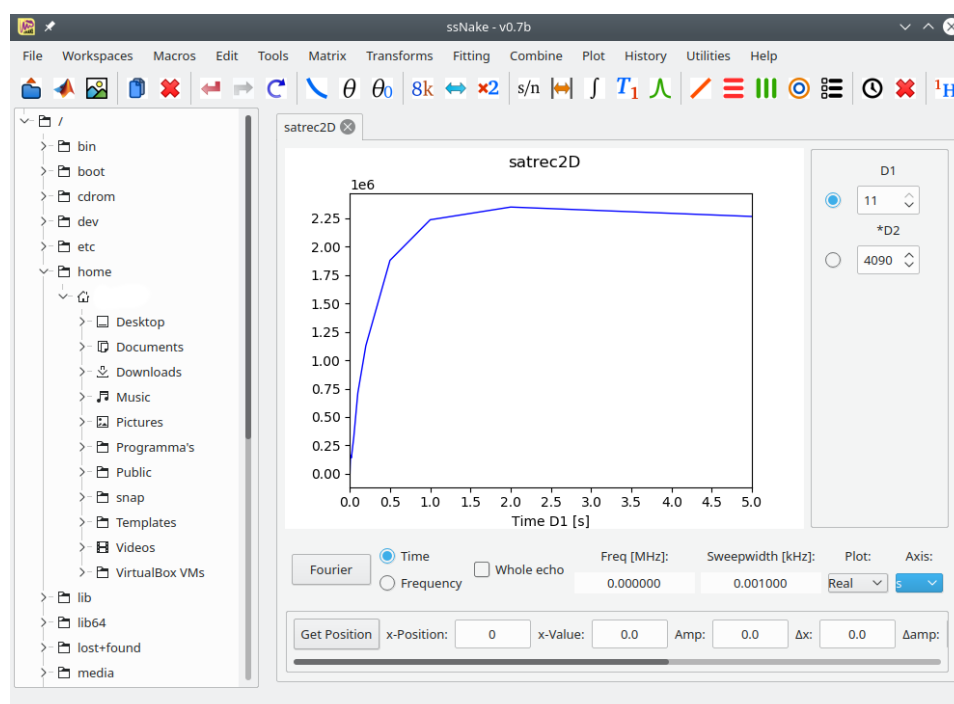 ssNake - v0.7b
File Workspaces Macros Edit Tools Matrix Transforms Fitting Combine Plot History Utilities Help
θ θ0 8k ×2 s/n ∫ T1 1H
/
bin
boot
cdrom
dev
etc
home
Desktop
Documents
Downloads
Music
Pictures
Programma's
Public
snap
Templates
Videos
VirtualBox VMs
lib
lib64
lost+found
media
satrec2D
satrec2D
1e6
2.25
2.00
1.75
1.50
1.25
1.00
0.75
0.50
0.25
0.00
0.0 0.5 1.0 1.5 2.0 2.5 3.0 3.5 4.0 4.5 5.0
Time D1 [s]
D1
11
*D2
4090
Fourier
Time
Frequency
Whole echo
Freq [MHz]: Sweepwidth [kHz]: Plot: Axis:
0.000000 0.001000 Real s
Get Position x-Position: 0 x-Value: 0.0 Amp: 0.0 Δx: 0.0 Δamp: